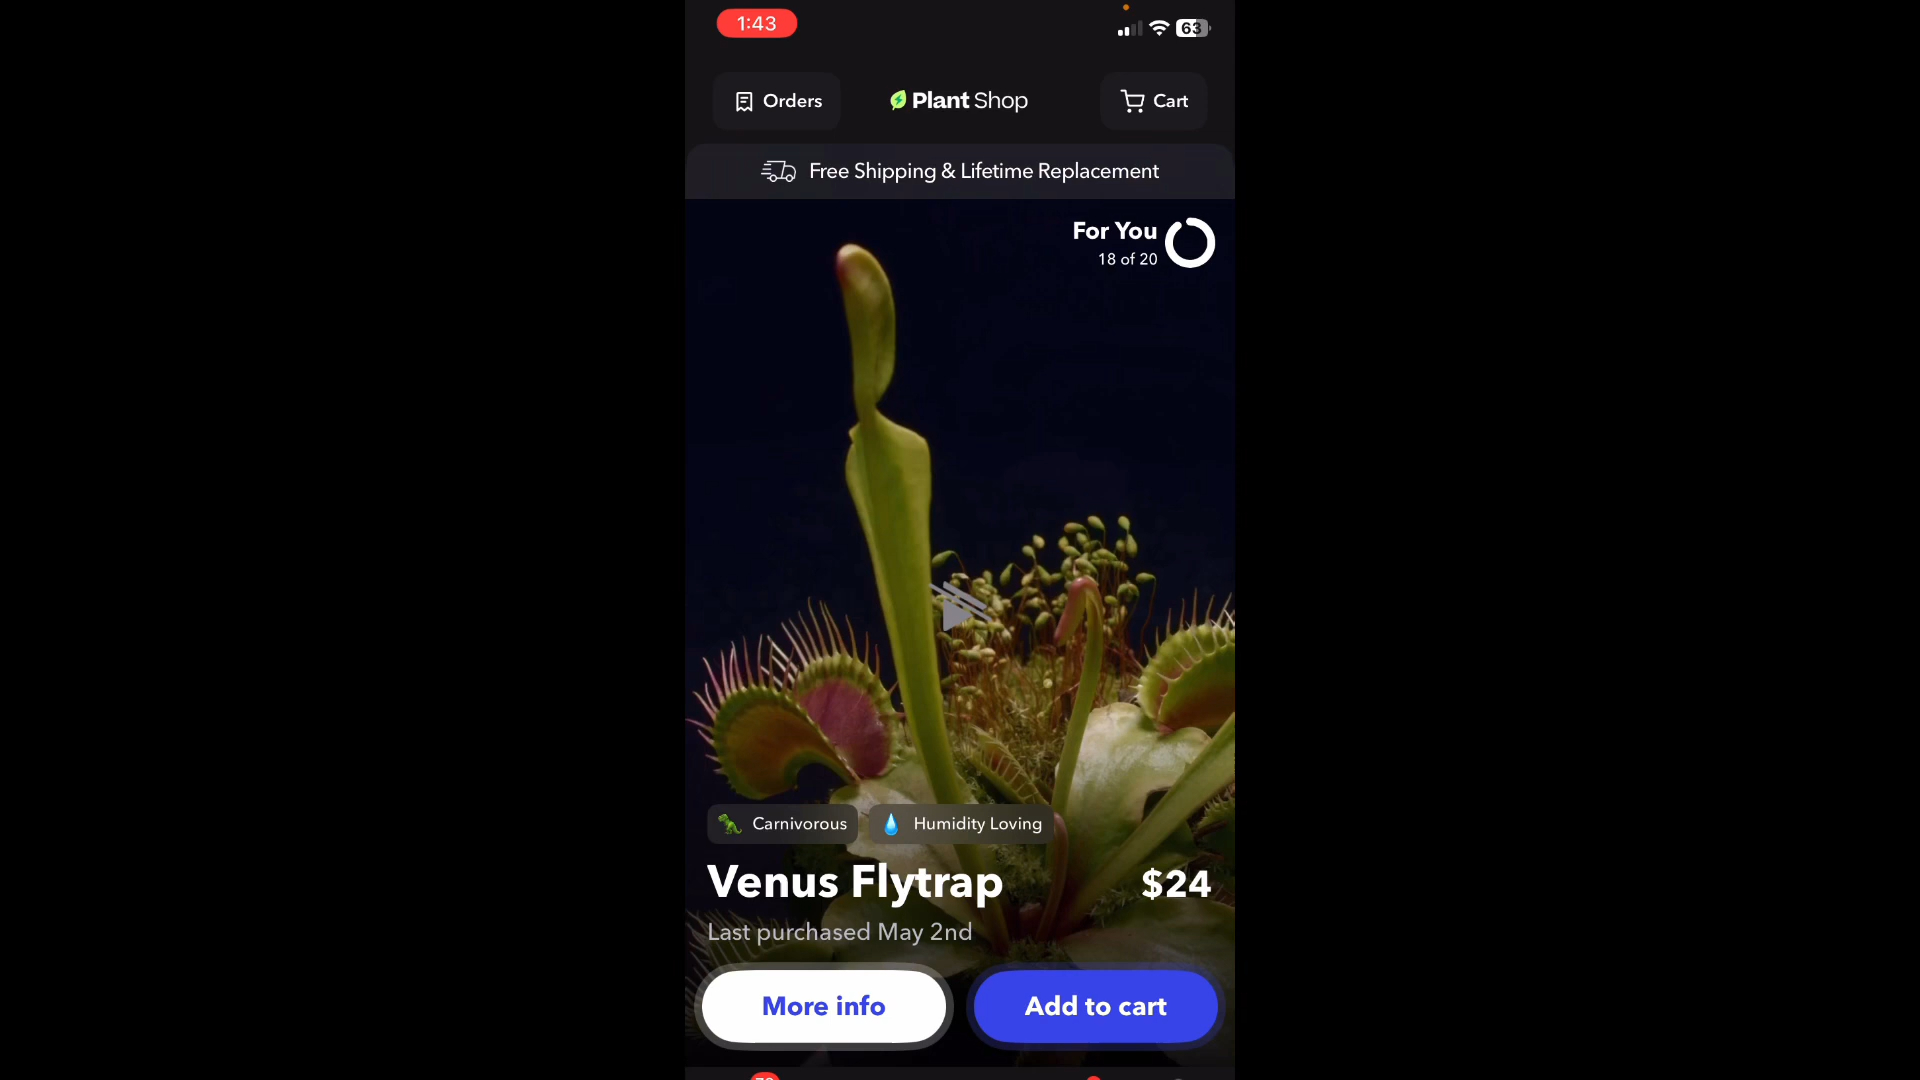 1:43
63
Orders
Plant Shop
Cart
Free Shipping & Lifetime Replacement
For You
18 of 20
Carnivorous
Humidity Loving
Venus Flytrap
$24
Last purchased May 2nd
More info
Add to cart